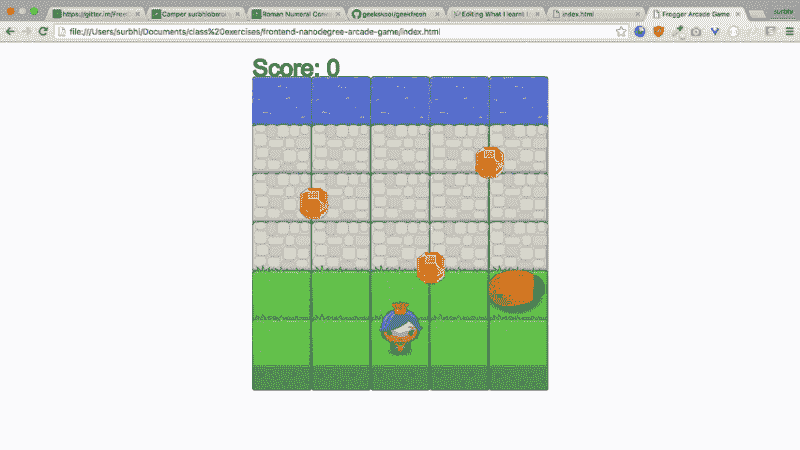 https://gitter.im/Free
Camper surbhioberoi
Roman Numeral Conv
geekskool/geekfresh
Editing What I learnt
index.html
Frogger Arcade Game
surbhi
file:///Users/surbhi/Documents/class%20exercises/frontend-nanodegree-arcade-game/index.html
Score: 0